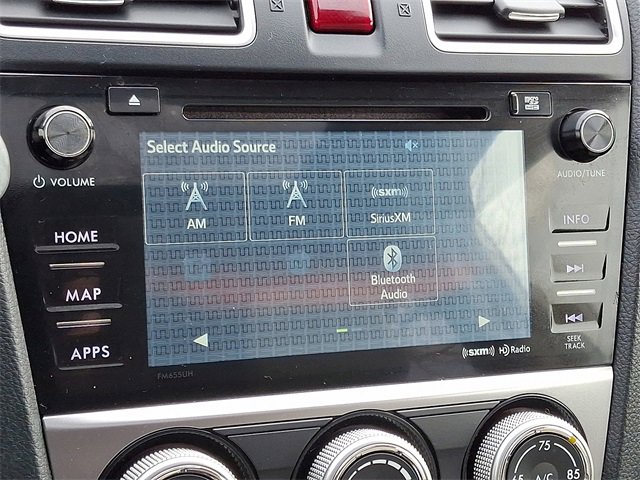 Select Audio Source
VOLUME
AUDIO/TUNE
AM
FM
((sxm))
SiriusXM
INFO
HOME
MAP
Bluetooth
Audio
APPS
SEEK
TRACK
((sxm)) HD Radio
FM655UH
75
65 A/C 85